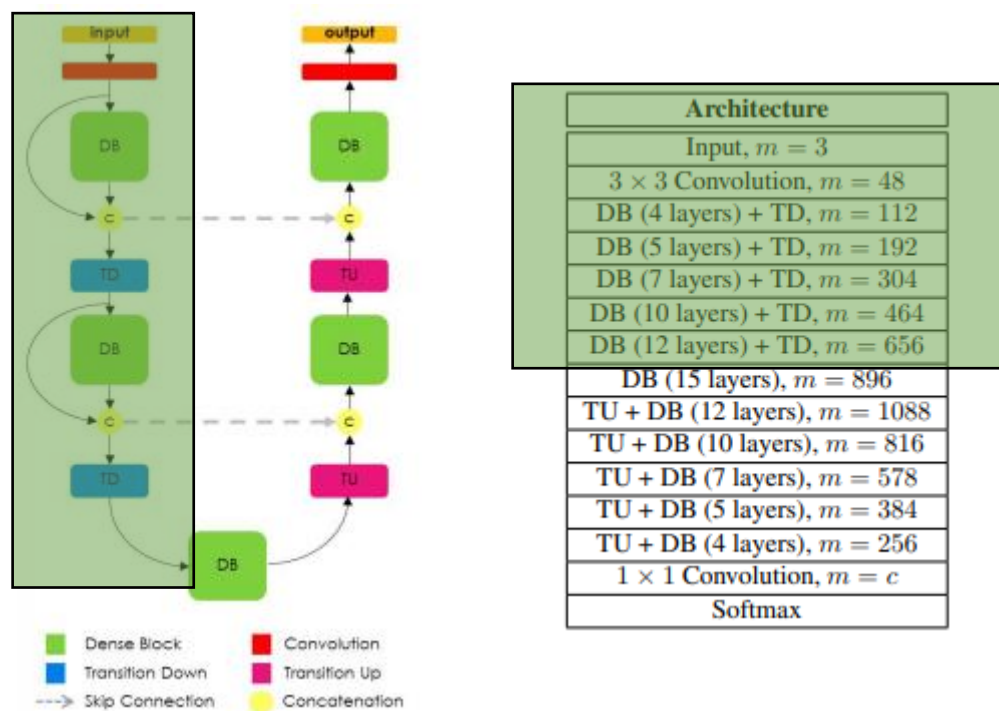 input
output
DB
DB
c
c
TD
TU
DB
DB
c
c
TD
TU
DB
Dense Block
Convolution
Transition Down
Transition Up
Skip Connection
Concatenation
Architecture
Input, m = 3
3 × 3 Convolution, m = 48
DB (4 layers) + TD, m = 112
DB (5 layers) + TD, m = 192
DB (7 layers) + TD, m = 304
DB (10 layers) + TD, m = 464
DB (12 layers) + TD, m = 656
DB (15 layers), m = 896
TU + DB (12 layers), m = 1088
TU + DB (10 layers), m = 816
TU + DB (7 layers), m = 578
TU + DB (5 layers), m = 384
TU + DB (4 layers), m = 256
1 × 1 Convolution, m = c
Softmax